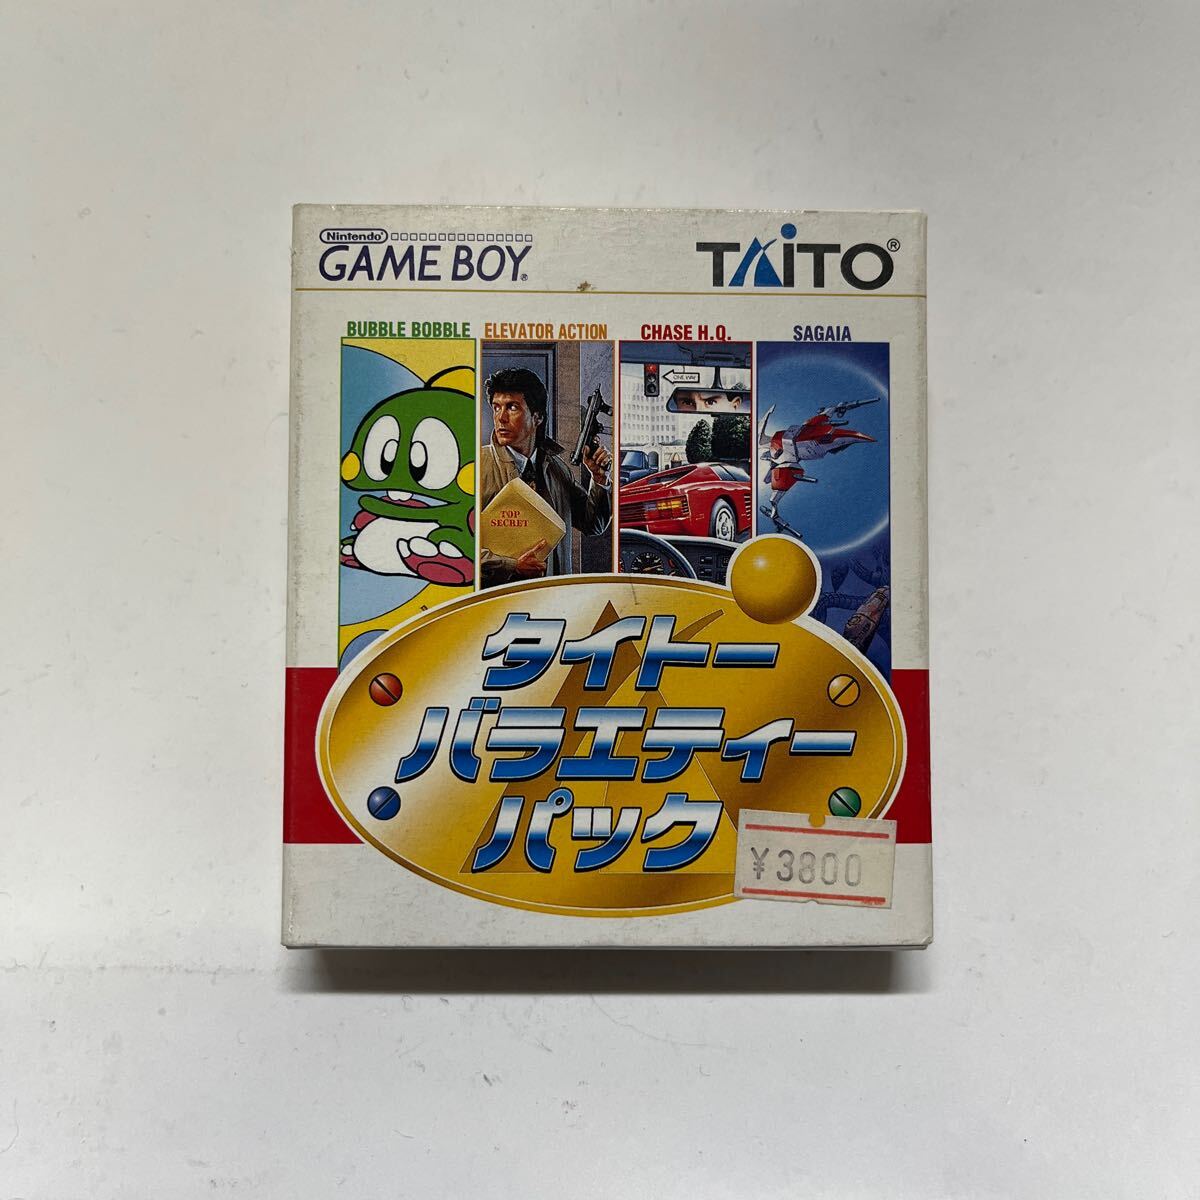 Nintendo®
GAME BOY®
TAiTO®
BUBBLE BOBBLE
ELEVATOR ACTION
CHASE H.Q.
SAGAIA
ONE WAY
TOP
SECRET
タイトー
バラエティー
パック
¥3800